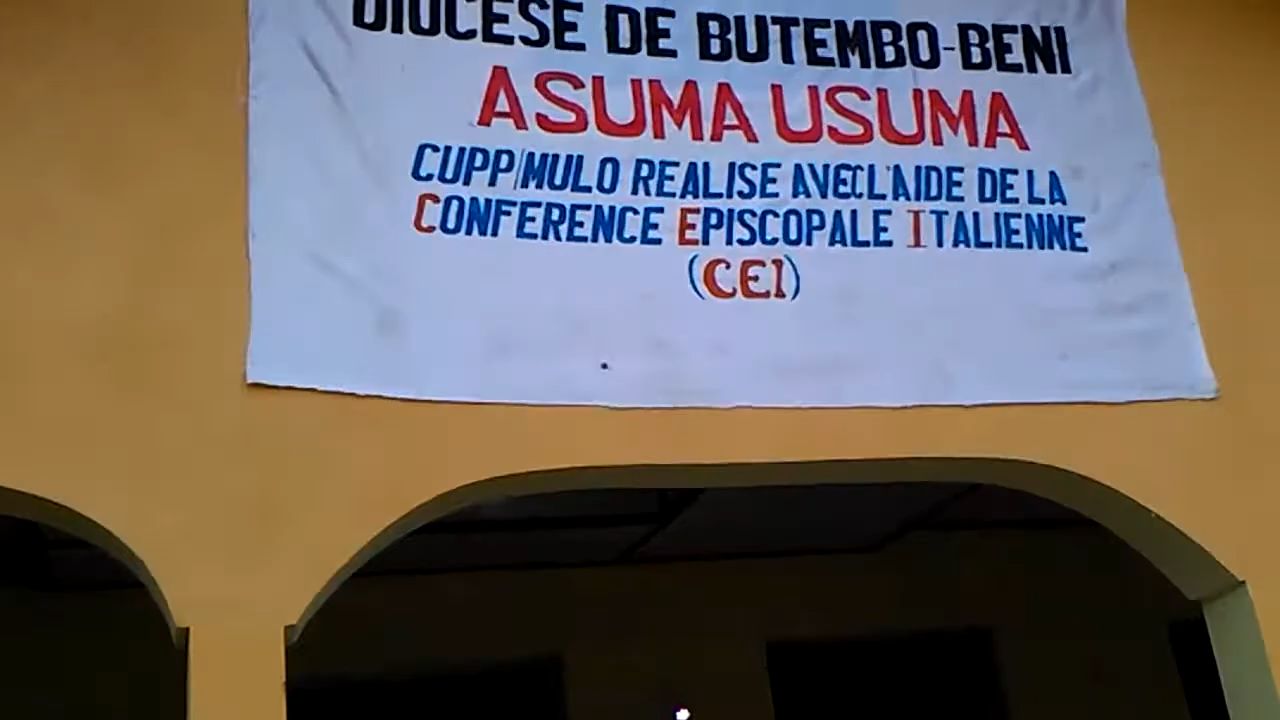 DIOCESE DE BUTEMBO-BENI
ASUMA USUMA
CUPP/MULO REALISE AVEC L'AIDE DE LA
CONFERENCE EPISCOPALE ITALIENNE
(CEI)